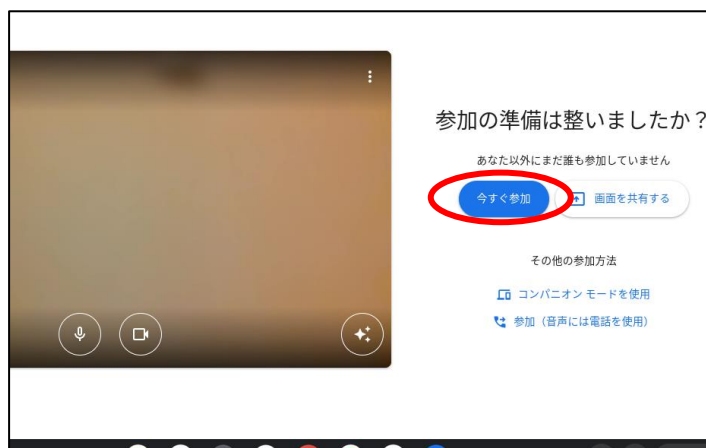 参加の準備は整いましたか？
あなた以外にまだ誰も参加していません
今すぐ参加
画面を共有する
その他の参加方法
コンパニオン モードを使用
参加（音声には電話を使用）